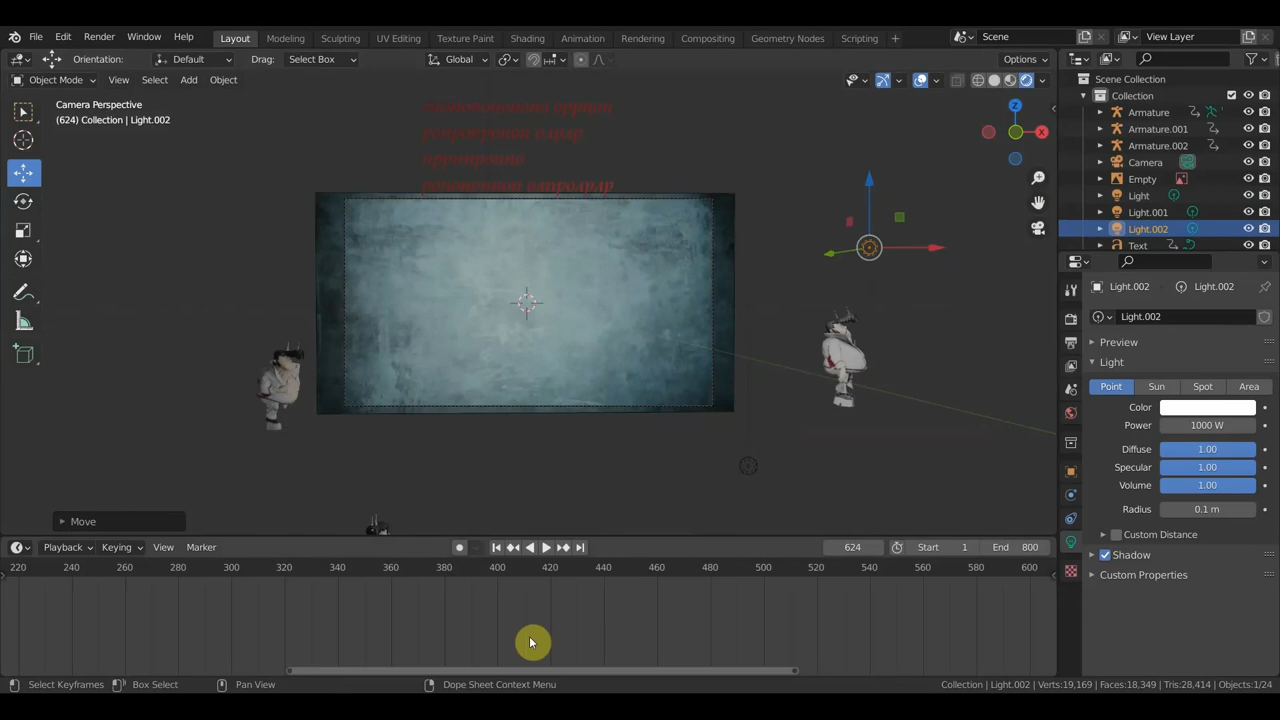 File Edit Render Window Help Layout Modeling Sculpting UV Editing Texture Paint Shading Animation Rendering Compositing Geometry Nodes Scripting + Scene View Layer
Orientation: Default Drag: Select Box Global Options
Object Mode View Select Add Object
Scene Collection
Collection
Camera Perspective
(624) Collection | Light.002
Z
X
Armature
Armature.001
Armature.002
Camera
Empty
Light
Light.001
Light.002
Text
Light.002 Light.002
Light.002
Preview
Light
Point Sun Spot Area
Color
Power 1000 W
Diffuse 1.00
Specular 1.00
Volume 1.00
Radius 0.1 m
Custom Distance
Shadow
Custom Properties
Move
Playback Keying View Marker 624 Start 1 End 800
220 240 260 280 300 320 340 360 380 400 420 440 460 480 500 520 540 560 580 600
Select Keyframes Box Select Pan View Dope Sheet Context Menu Collection | Light.002 | Verts:19,169 | Faces:18,349 | Tris:28,414 | Objects:1/24